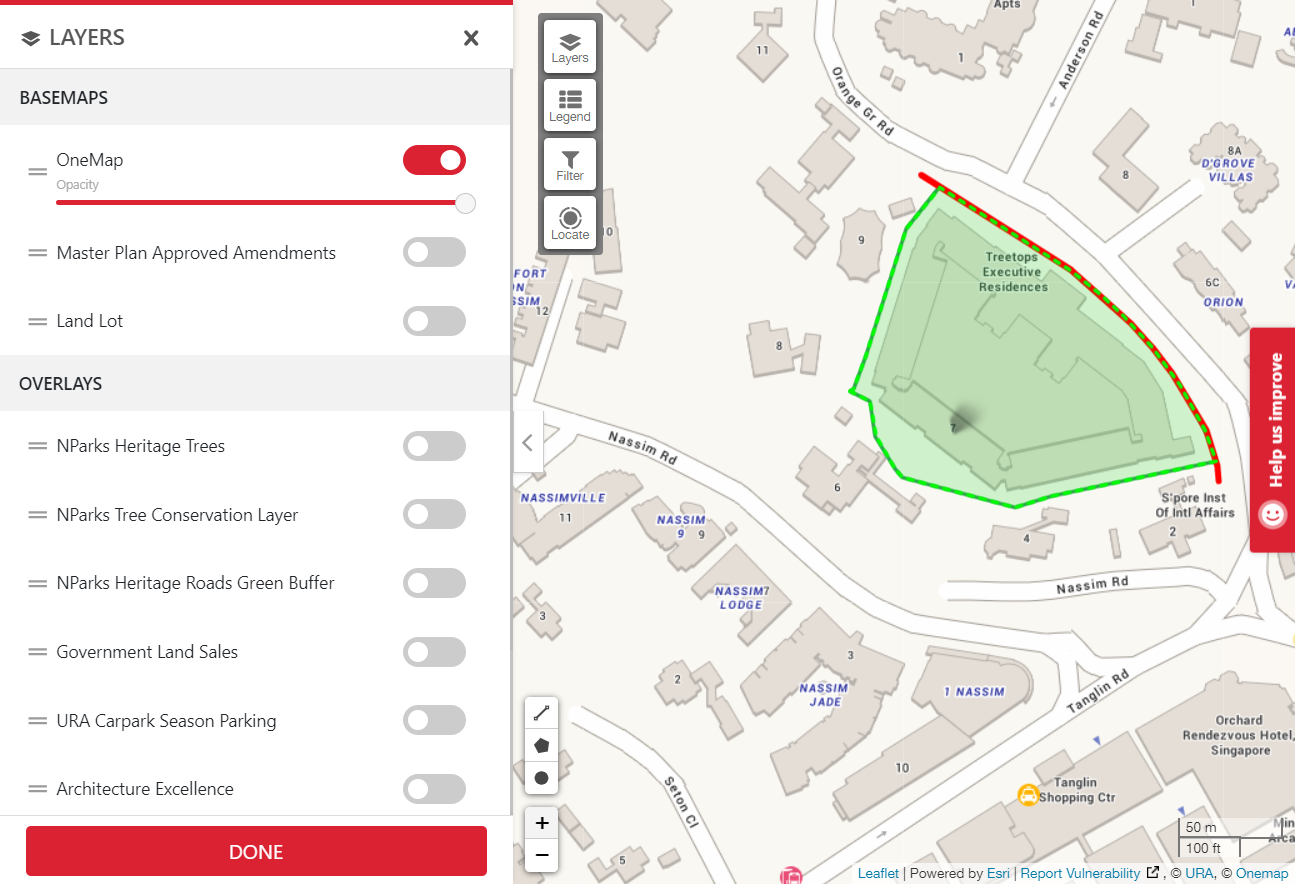 LAYERS
BASEMAPS
OneMap
Opacity
Master Plan Approved Amendments
Land Lot
OVERLAYS
NParks Heritage Trees
NParks Tree Conservation Layer
NParks Heritage Roads Green Buffer
Government Land Sales
URA Carpark Season Parking
Architecture Excellence
DONE
Layers
Legend
Filter
Locate
Apts
11
1
1
Anderson Rd
Orange Gr Rd
8A
D'GROVE
VILLAS
8
10
9
Treetops
Executive
Residences
6C
ORION
FORT
ON
SSIM
12
8
7
Help us improve
Nassim Rd
6
NASSIMVILLE
11
NASSIM
9
9
S'pore Inst
Of Intl Affairs
2
4
Nassim Rd
NASSIM7
LODGE
3
3
2
NASSIM
JADE
1 NASSIM
Tanglin Rd
Orchard
Rendezvous Hotel,
Singapore
10
Tanglin
Shopping Ctr
Seton Cl
5
+
−
50 m
100 ft
Min
Arca
Leaflet | Powered by Esri | Report Vulnerability , © URA, © Onemap